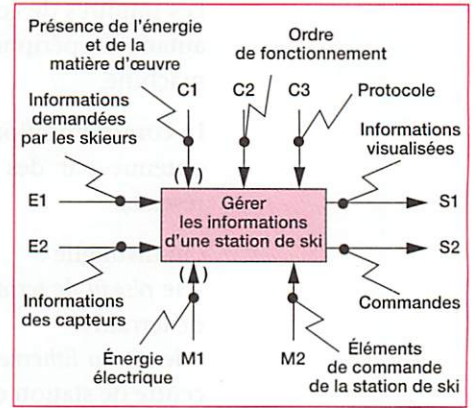 Présence de l'énergie
et de la
matière d'œuvre
Ordre
de fonctionnement
C1
C2
C3
Protocole
Informations
demandées
par les skieurs
Informations
visualisées
( )
E1
Gérer
les informations
d'une station de ski
S1
E2
S2
( )
Informations
des capteurs
Commandes
Énergie
électrique
M1
M2
Éléments
de commande
de la station de ski